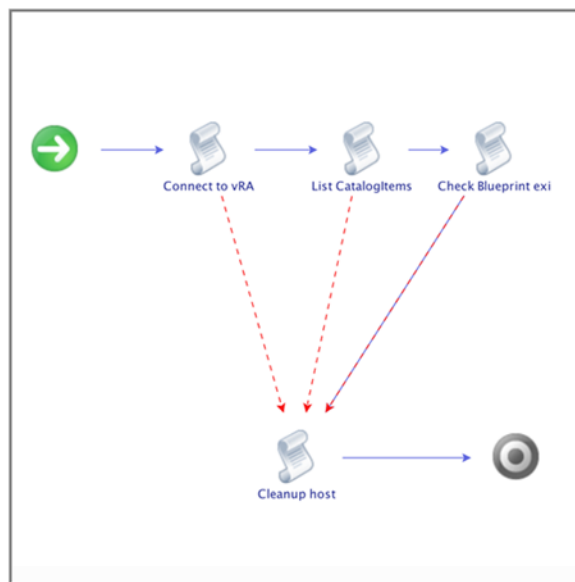 Connect to vRA
List CatalogItems
Check Blueprint exi
Cleanup host